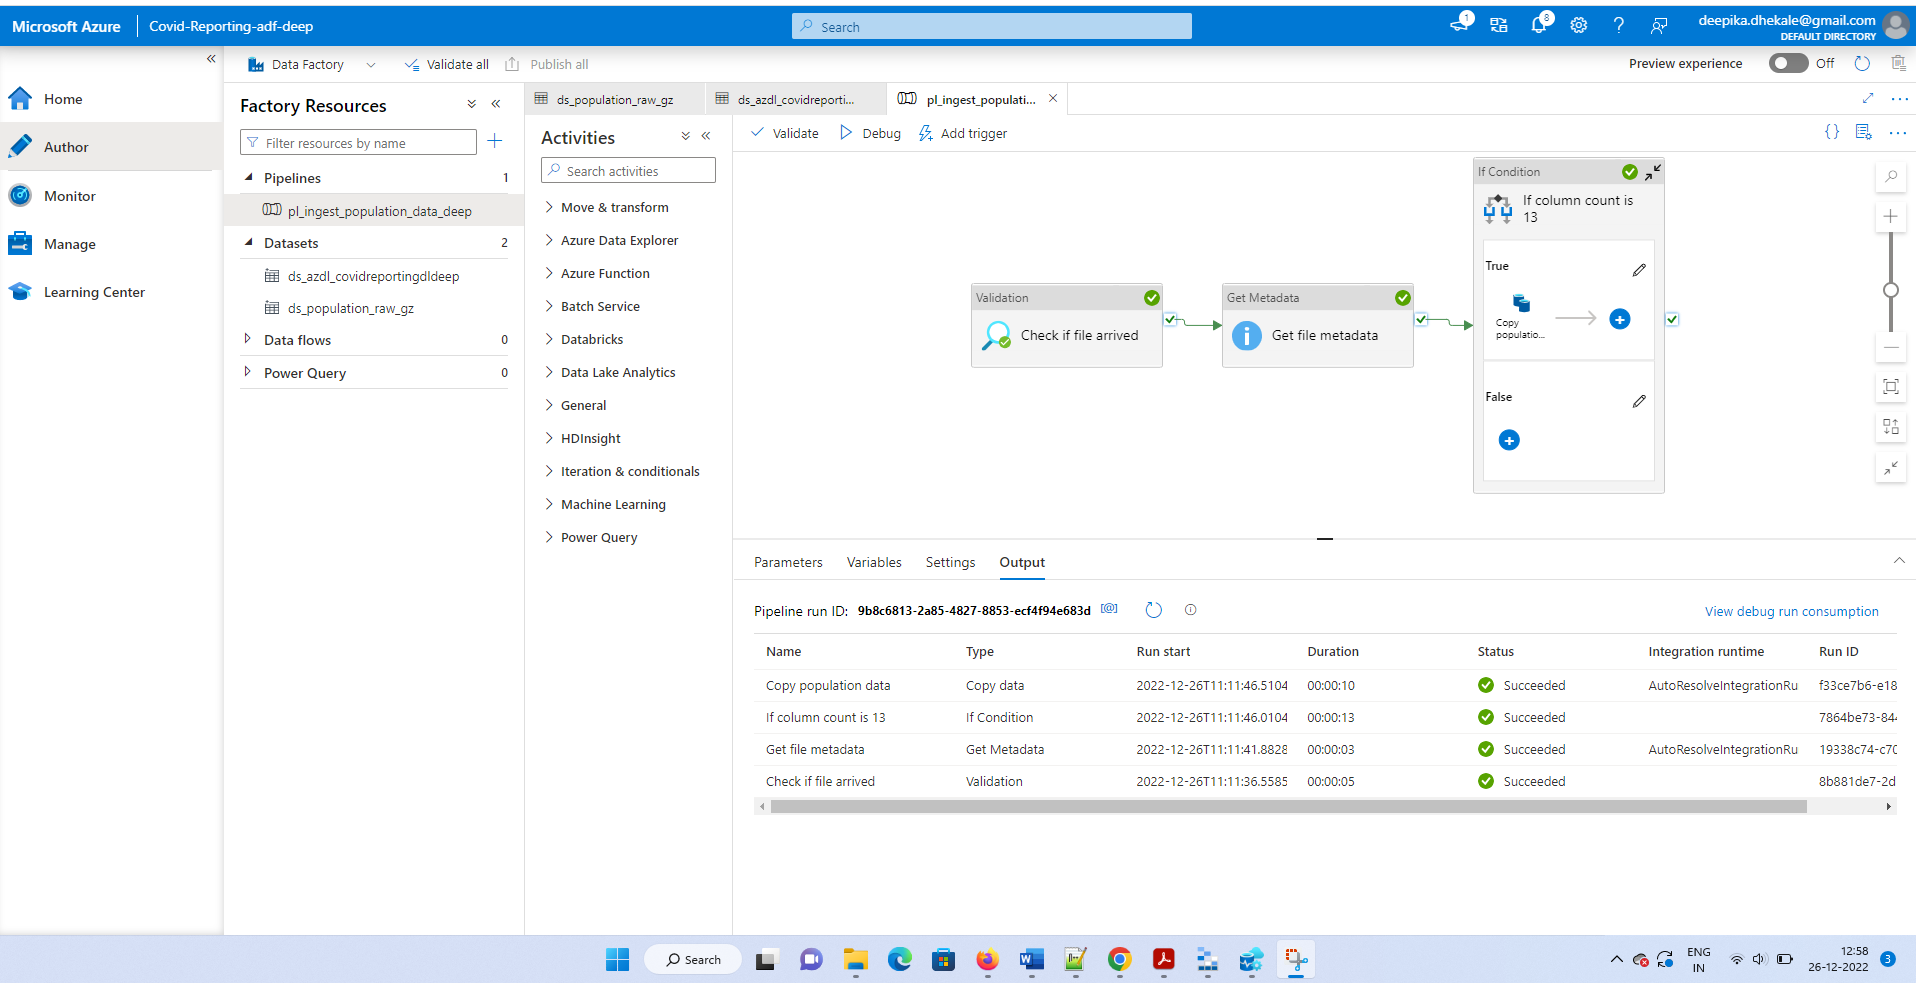 Microsoft Azure
Covid-Reporting-adf-deep
Search
1
8
deepika.dhekale@gmail.com
DEFAULT DIRECTORY
Home
Author
Monitor
Manage
Learning Center
Data Factory
Validate all
Publish all
Preview experience
Off
Factory Resources
Filter resources by name
Pipelines 1
pl_ingest_population_data_deep
Datasets 2
ds_azdl_covidreportingdldeep
ds_population_raw_gz
Data flows 0
Power Query 0
ds_population_raw_gz
ds_azdl_covidreporti...
pl_ingest_populati...
Activities
Search activities
Move & transform
Azure Data Explorer
Azure Function
Batch Service
Databricks
Data Lake Analytics
General
HDInsight
Iteration & conditionals
Machine Learning
Power Query
Validate
Debug
Add trigger
Validation
Check if file arrived
Get Metadata
Get file metadata
If Condition
If column count is
13
True
Copy
populatio...
False
Parameters
Variables
Settings
Output
Pipeline run ID: 9b8c6813-2a85-4827-8853-ecf4f94e683d
View debug run consumption
Name Type Run start Duration Status Integration runtime Run ID
Copy population data Copy data 2022-12-26T11:11:46.5104 00:00:10 Succeeded AutoResolveIntegrationRu f33ce7b6-e18
If column count is 13 If Condition 2022-12-26T11:11:46.0104 00:00:13 Succeeded 7864be73-844
Get file metadata Get Metadata 2022-12-26T11:11:41.8828 00:00:03 Succeeded AutoResolveIntegrationRu 19338c74-c70
Check if file arrived Validation 2022-12-26T11:11:36.5585 00:00:05 Succeeded 8b881de7-2d
Search
ENG
IN
12:58
26-12-2022
3